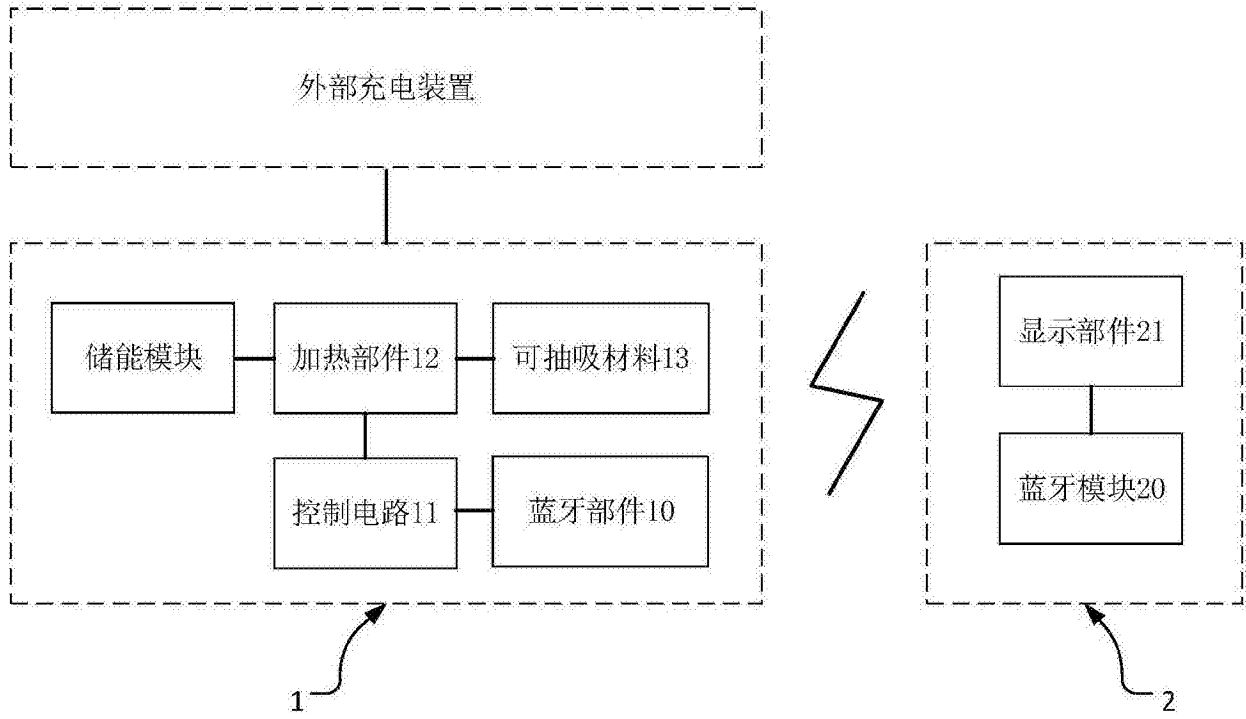 外部充电装置
储能模块
加热部件12
可抽吸材料13
控制电路11
蓝牙部件10
显示部件21
蓝牙模块20
1
2